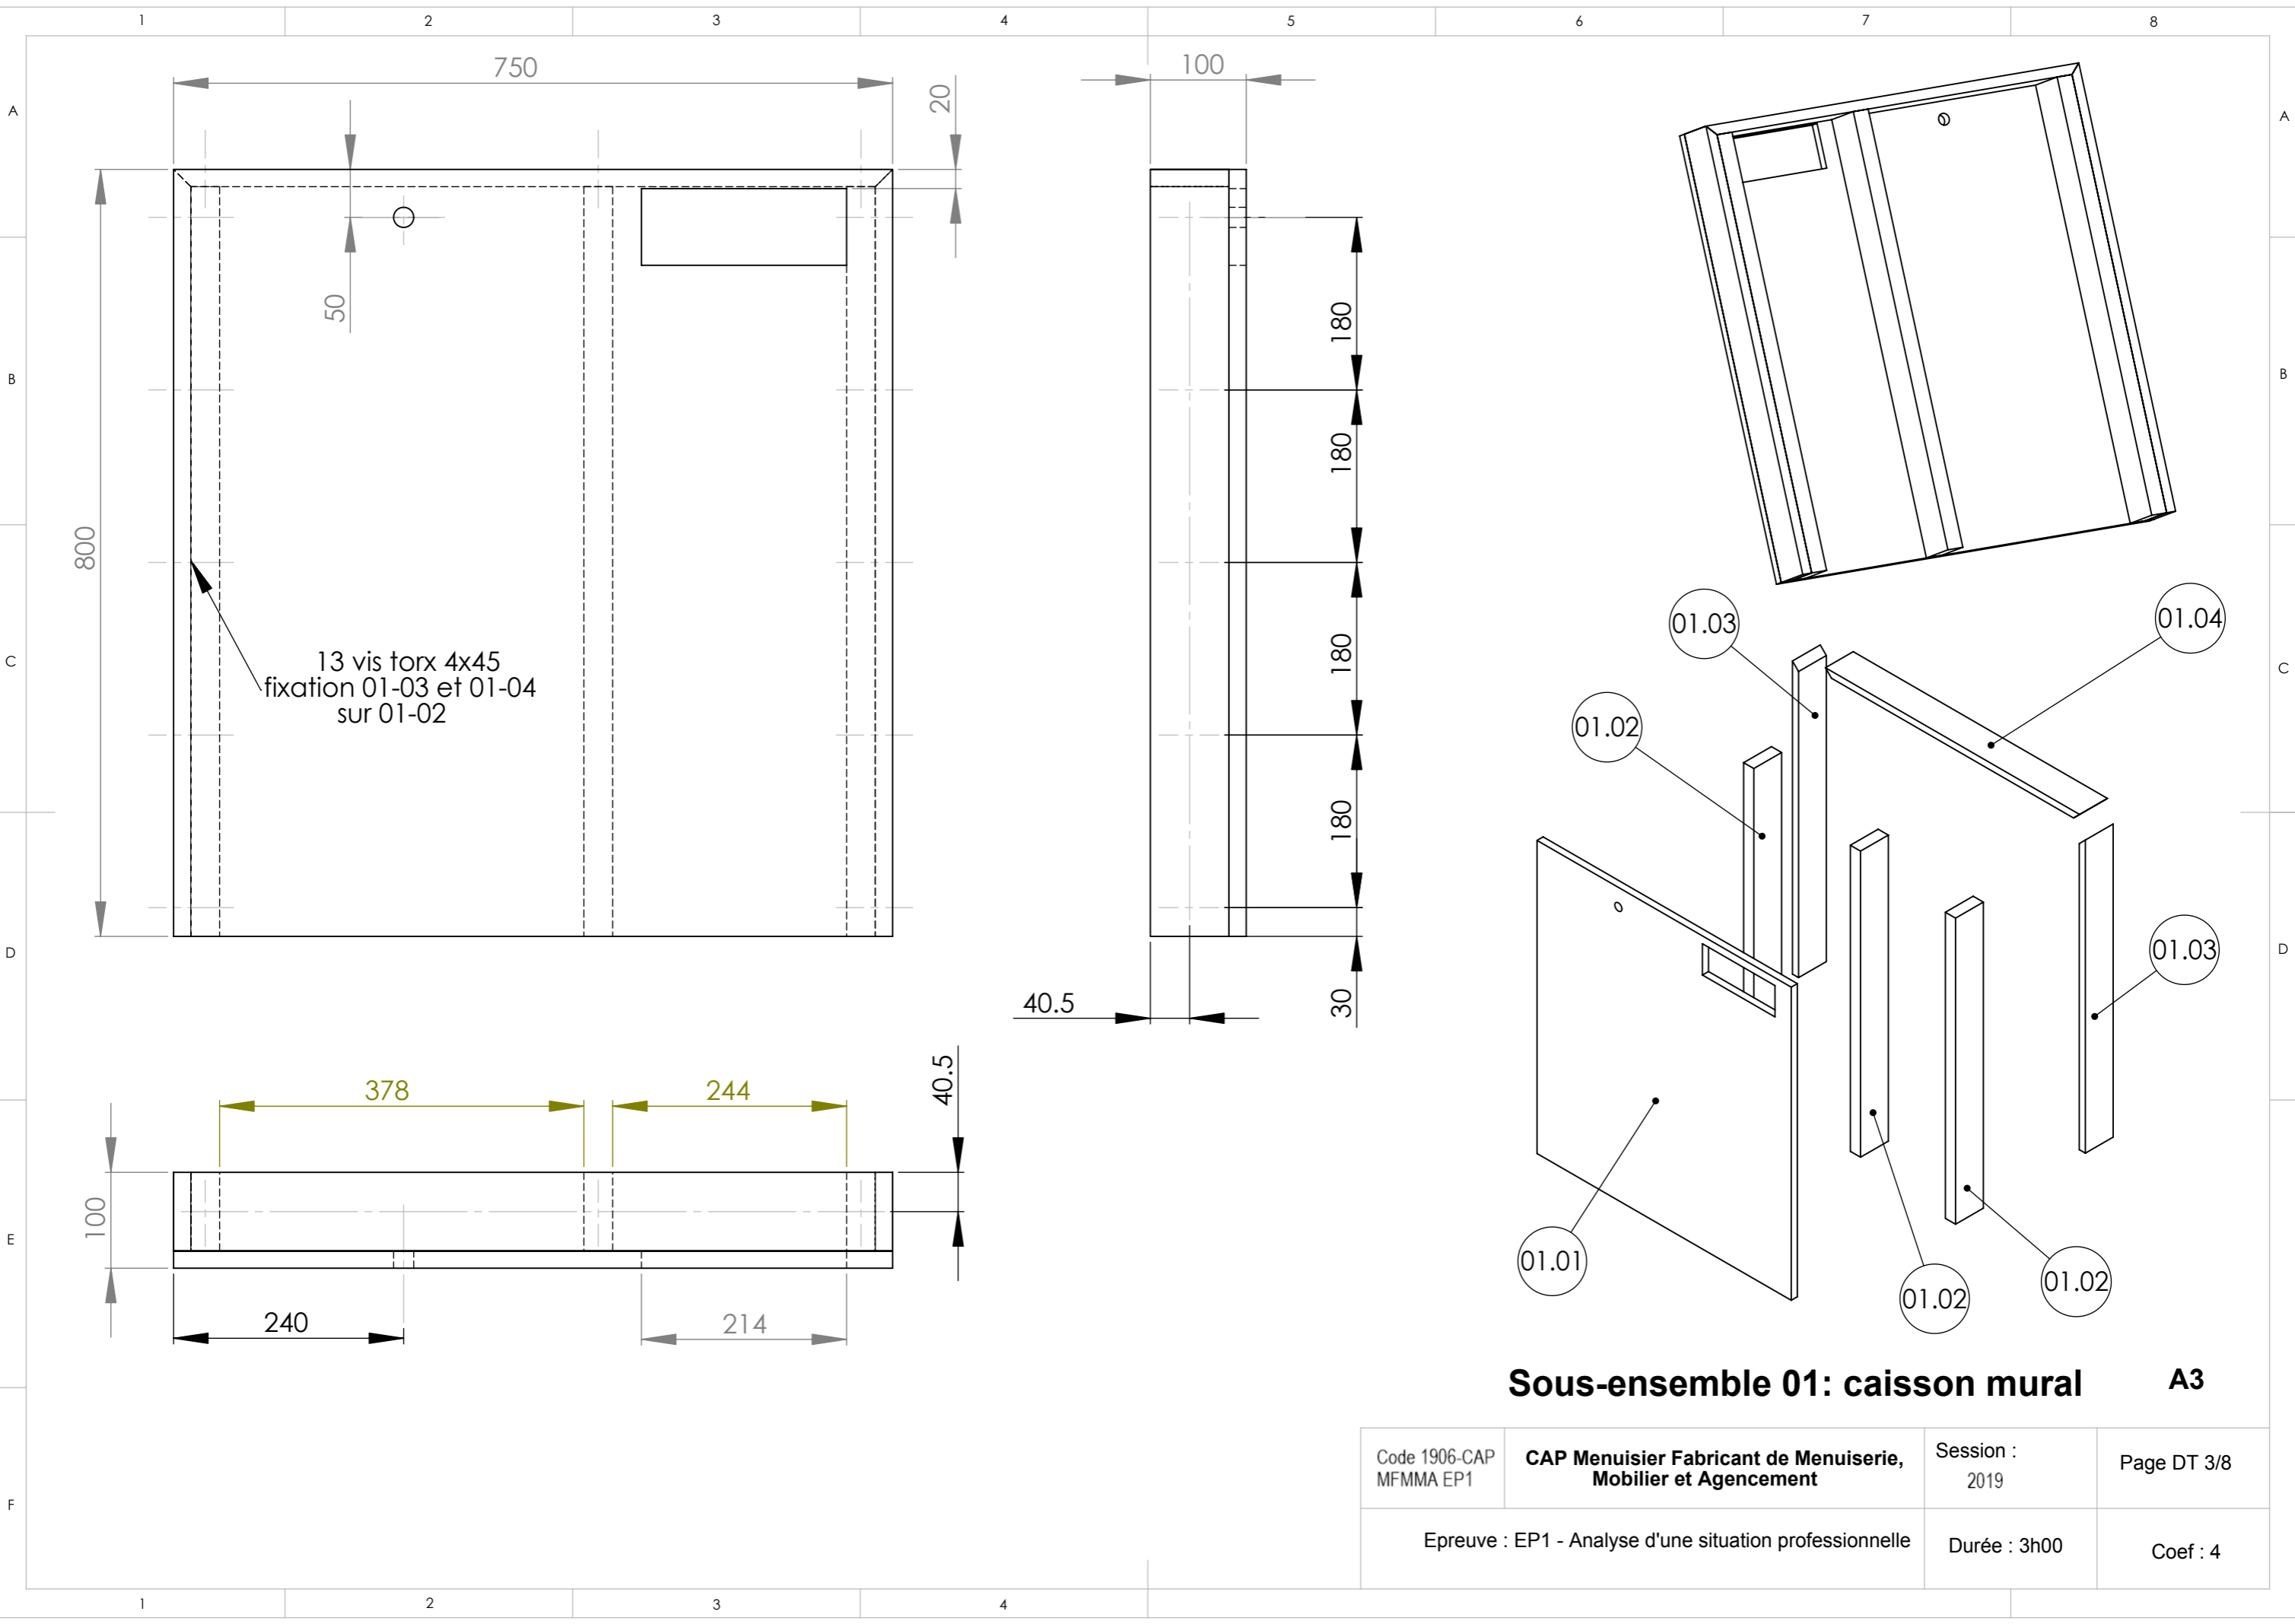 1 2 3 4 5 6 7 8
A A
B B
C C
D D
E
F
750
20
50
800
13 vis torx 4x45
fixation 01-03 et 01-04
sur 01-02
100
180
180
180
180
30
40.5
378
244
40.5
100
240
214
01.03
01.04
01.02
01.03
01.01
01.02
01.02
Sous-ensemble 01: caisson mural A3
Code 1906-CAP
MFMMA EP1
CAP Menuisier Fabricant de Menuiserie,
Mobilier et Agencement
Session :
2019
Page DT 3/8
Epreuve : EP1 - Analyse d'une situation professionnelle
Durée : 3h00
Coef : 4
1 2 3 4